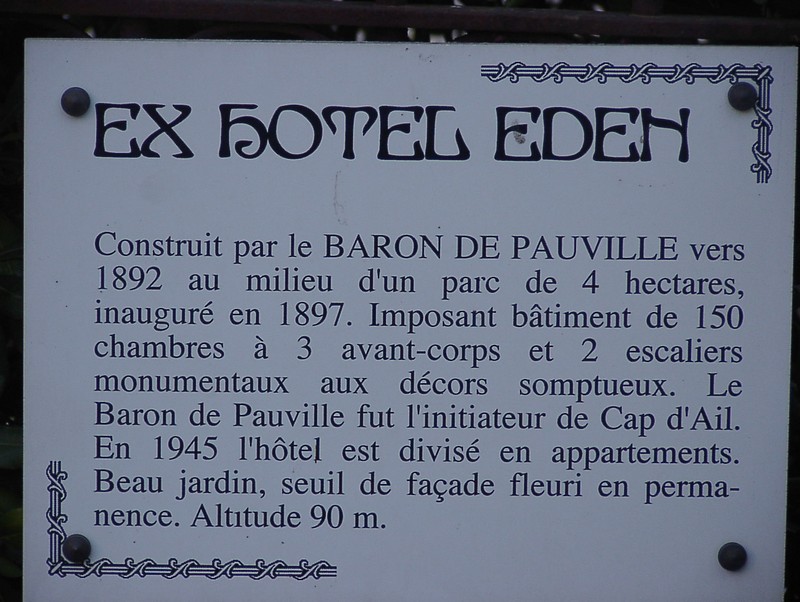 EX HOTEL EDEN
Construit par le BARON DE PAUVILLE vers
1892 au milieu d'un parc de 4 hectares,
inauguré en 1897. Imposant bâtiment de 150
chambres à 3 avant-corps et 2 escaliers
monumentaux aux décors somptueux. Le
Baron de Pauville fut l'initiateur de Cap d'Ail.
En 1945 l'hôtel est divisé en appartements.
Beau jardin, seuil de façade fleuri en perma-
nence. Altitude 90 m.